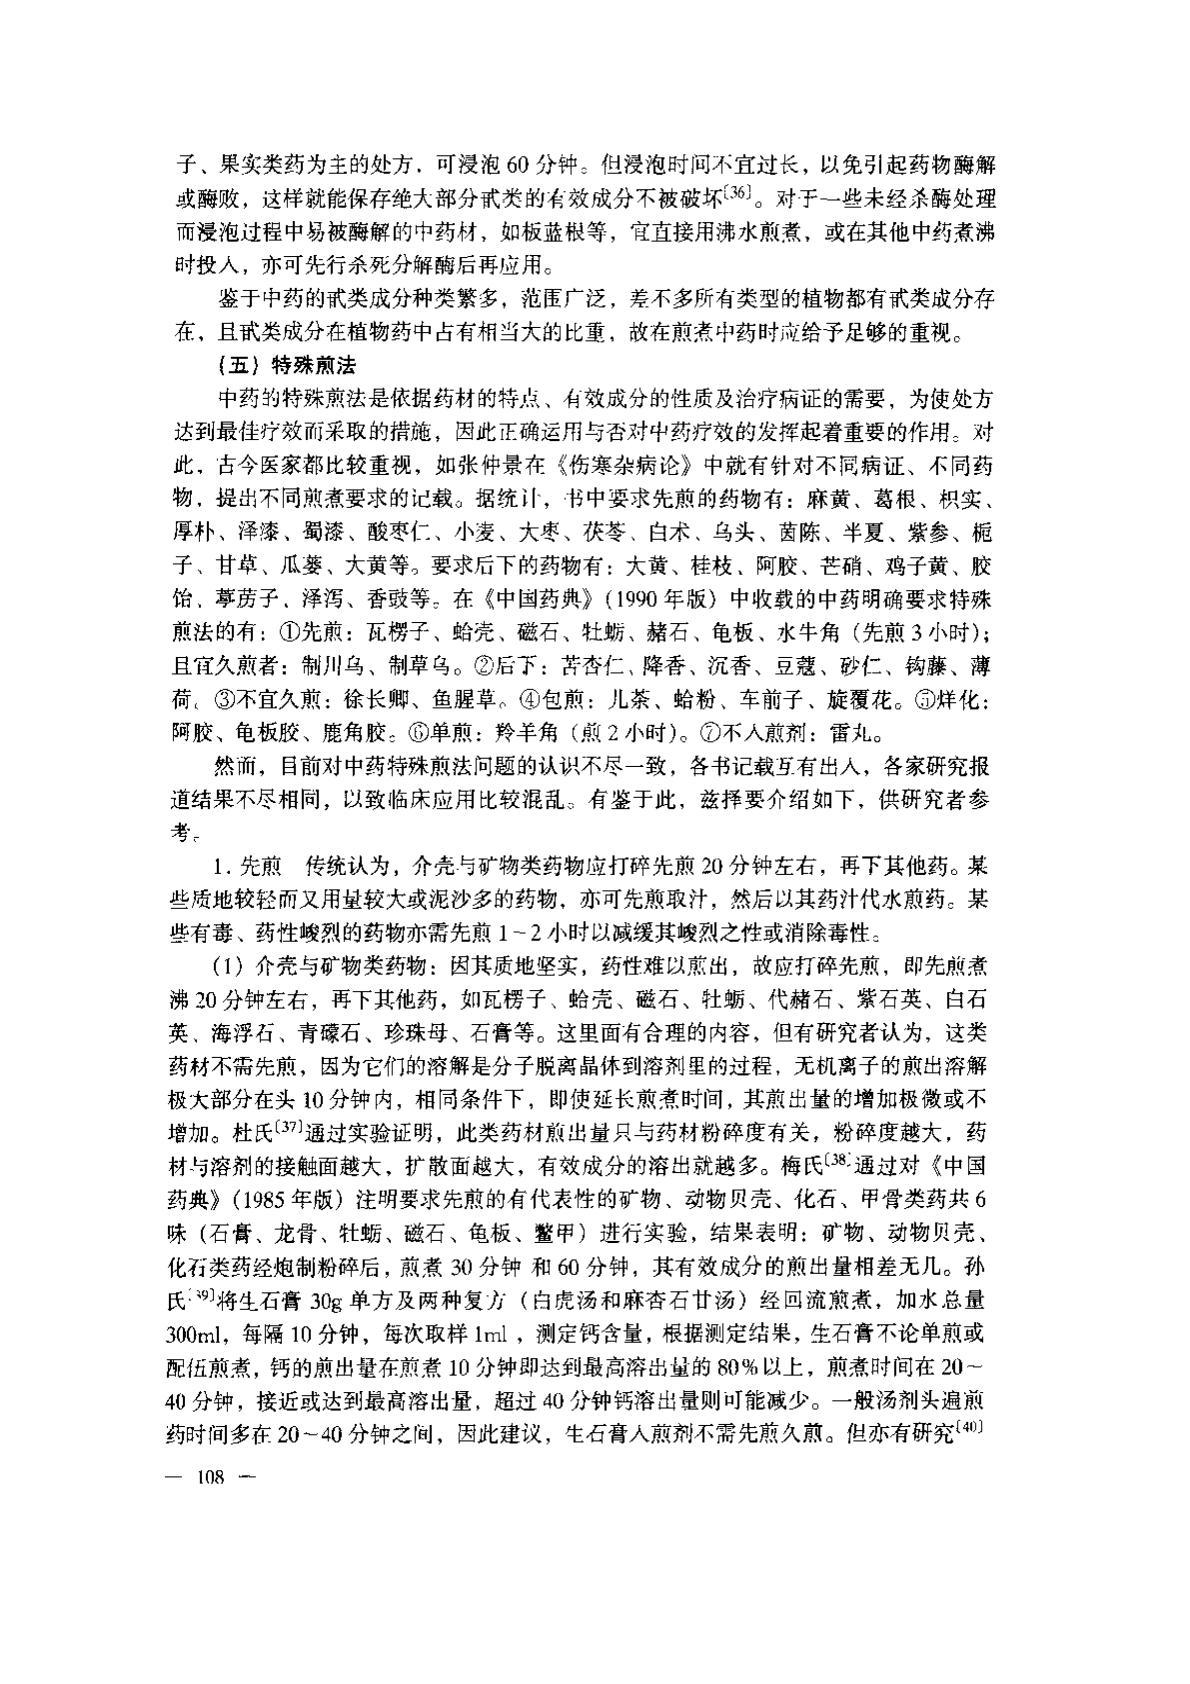 子、果实类药为主的处方，可浸泡 60 分钟。但浸泡时间不宜过长，以免引起药物酶解
或酶败，这样就能保存绝大部分甙类的有效成分不被破坏〔36〕。对于一些未经杀酶处理
而浸泡过程中易被酶解的中药材，如板蓝根等，宜直接用沸水煎煮，或在其他中药煮沸
时投入，亦可先行杀死分解酶后再应用。
鉴于中药的甙类成分种类繁多，范围广泛，差不多所有类型的植物都有甙类成分存
在，且甙类成分在植物药中占有相当大的比重，故在煎煮中药时应给予足够的重视。
（五）特殊煎法
中药的特殊煎法是依据药材的特点、有效成分的性质及治疗病证的需要，为使处方
达到最佳疗效而采取的措施，因此正确运用与否对中药疗效的发挥起着重要的作用。对
此，古今医家都比较重视，如张仲景在《伤寒杂病论》中就有针对不同病证、不同药
物，提出不同煎煮要求的记载。据统计，书中要求先煎的药物有：麻黄、葛根、枳实、
厚朴、泽漆、蜀漆、酸枣仁、小麦、大枣、茯苓、白术、乌头、茵陈、半夏、紫参、栀
子、甘草、瓜蒌、大黄等。要求后下的药物有：大黄、桂枝、阿胶、芒硝、鸡子黄、胶
饴、葶苈子、泽泻、香豉等。在《中国药典》（1990 年版）中收载的中药明确要求特殊
煎法的有：①先煎：瓦楞子、蛤壳、磁石、牡蛎、赭石、龟板、水牛角（先煎 3 小时）；
且宜久煎者：制川乌、制草乌。②后下：苦杏仁、降香、沉香、豆蔻、砂仁、钩藤、薄
荷。③不宜久煎：徐长卿、鱼腥草。④包煎：儿茶、蛤粉、车前子、旋覆花。⑤烊化：
阿胶、龟板胶、鹿角胶。⑥单煎：羚羊角（煎 2 小时）。⑦不入煎剂：雷丸。
然而，目前对中药特殊煎法问题的认识不尽一致，各书记载互有出入，各家研究报
道结果不尽相同，以致临床应用比较混乱。有鉴于此，兹择要介绍如下，供研究者参
考。
1. 先煎　传统认为，介壳与矿物类药物应打碎先煎 20 分钟左右，再下其他药。某
些质地较轻而又用量较大或泥沙多的药物，亦可先煎取汁，然后以其药汁代水煎药。某
些有毒、药性峻烈的药物亦需先煎 1～2 小时以减缓其峻烈之性或消除毒性。
（1）介壳与矿物类药物：因其质地坚实，药性难以煎出，故应打碎先煎，即先煎煮
沸 20 分钟左右，再下其他药，如瓦楞子、蛤壳、磁石、牡蛎、代赭石、紫石英、白石
英、海浮石、青礞石、珍珠母、石膏等。这里面有合理的内容，但有研究者认为，这类
药材不需先煎，因为它们的溶解是分子脱离晶体到溶剂里的过程，无机离子的煎出溶解
极大部分在头 10 分钟内，相同条件下，即使延长煎煮时间，其煎出量的增加极微或不
增加。杜氏〔37〕通过实验证明，此类药材煎出量只与药材粉碎度有关，粉碎度越大，药
材与溶剂的接触面越大，扩散面越大，有效成分的溶出就越多。梅氏〔38〕通过对《中国
药典》（1985 年版）注明要求先煎的有代表性的矿物、动物贝壳、化石、甲骨类药共 6
味（石膏、龙骨、牡蛎、磁石、龟板、鳖甲）进行实验，结果表明：矿物、动物贝壳、
化石类药经炮制粉碎后，煎煮 30 分钟 和 60 分钟，其有效成分的煎出量相差无几。孙
氏〔39〕将生石膏 30g 单方及两种复方（白虎汤和麻杏石甘汤）经回流煎煮，加水总量
300ml，每隔 10 分钟，每次取样 1ml，测定钙含量，根据测定结果，生石膏不论单煎或
配伍煎煮，钙的煎出量在煎煮 10 分钟即达到最高溶出量的 80％以上，煎煮时间在 20～
40 分钟，接近或达到最高溶出量，超过 40 分钟钙溶出量则可能减少。一般汤剂头遍煎
药时间多在 20～40 分钟之间，因此建议，生石膏入煎剂不需先煎久煎。但亦有研究〔40〕
— 108 —